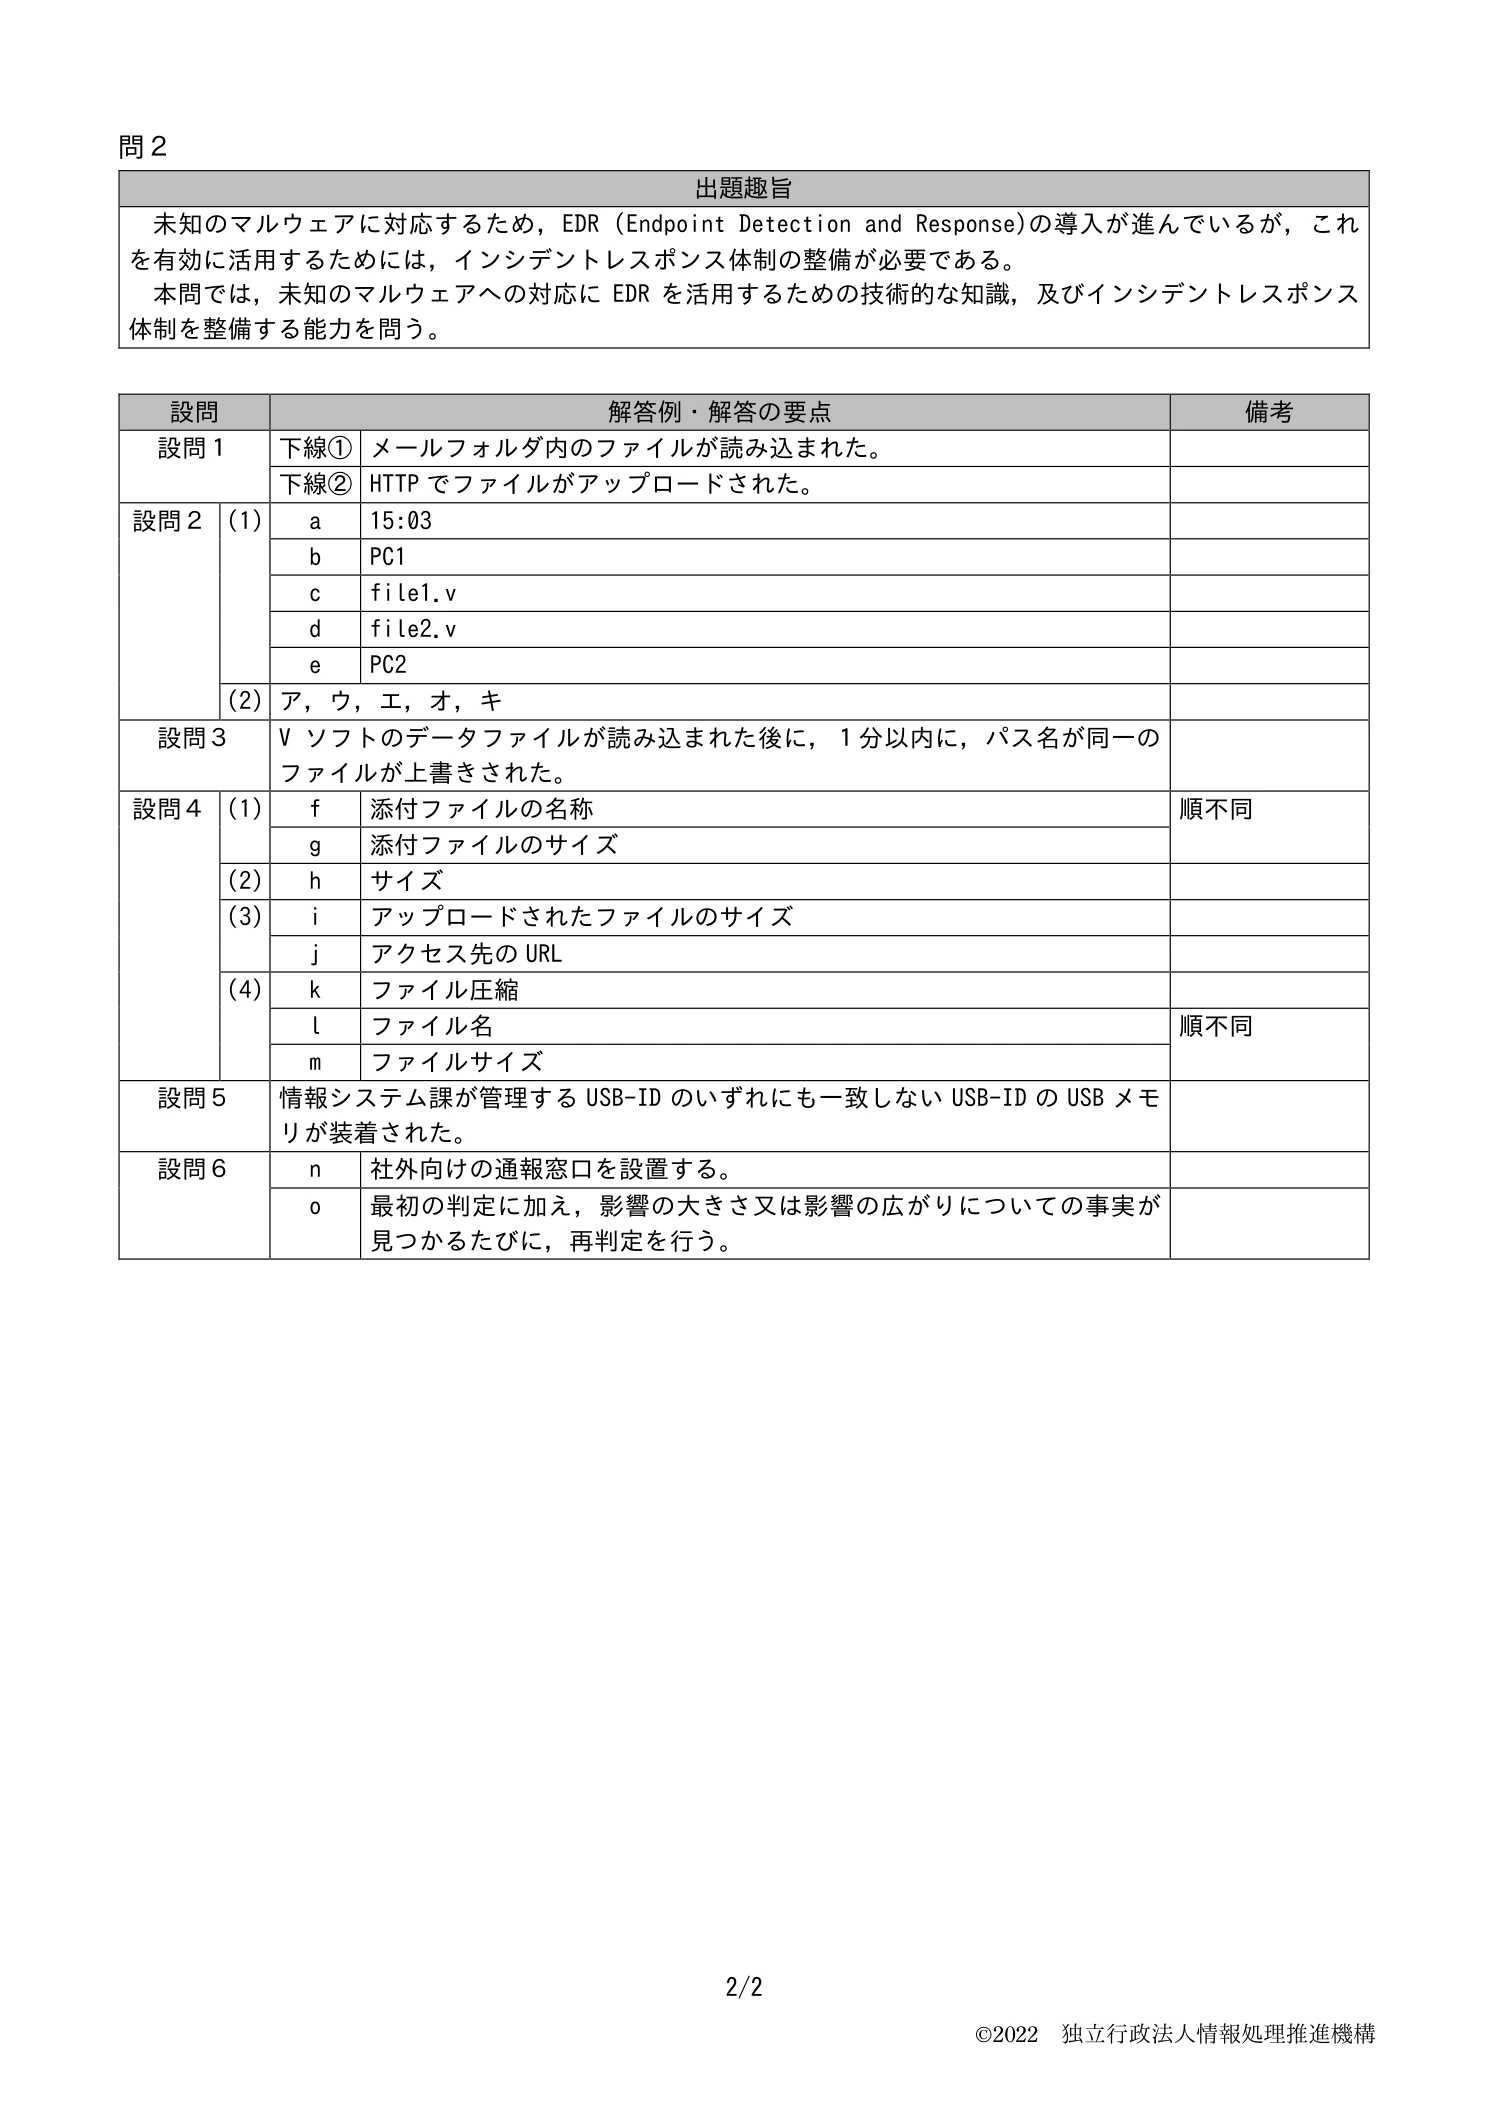 問２
出題趣旨
未知のマルウェアに対応するため，EDR（Endpoint Detection and Response)の導入が進んでいるが，これ
を有効に活用するためには，インシデントレスポンス体制の整備が必要である。
本問では，未知のマルウェアへの対応に EDR を活用するための技術的な知識，及びインシデントレスポンス
体制を整備する能力を問う。
設問 解答例・解答の要点 備考
設問１ 下線① メールフォルダ内のファイルが読み込まれた。
下線② HTTP でファイルがアップロードされた。
設問２ (1) a 15:03
b PC1
c file1.v
d file2.v
e PC2
(2) ア，ウ，エ，オ，キ
設問３ V ソフトのデータファイルが読み込まれた後に，１分以内に，パス名が同一の
ファイルが上書きされた。
設問４ (1) f 添付ファイルの名称 順不同
g 添付ファイルのサイズ
(2) h サイズ
(3) i アップロードされたファイルのサイズ
j アクセス先の URL
(4) k ファイル圧縮
l ファイル名 順不同
m ファイルサイズ
設問５ 情報システム課が管理する USB-ID のいずれにも一致しない USB-ID の USB メモ
リが装着された。
設問６ n 社外向けの通報窓口を設置する。
o 最初の判定に加え，影響の大きさ又は影響の広がりについての事実が
見つかるたびに，再判定を行う。
2/2
©2022 独立行政法人情報処理推進機構